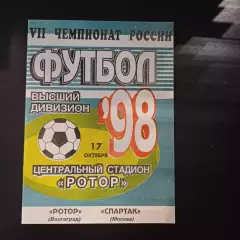 VII ЧЕМПИОНАТ РОССИИ
ФУТБОЛ
ВЫСШИЙ
ДИВИЗИОН
'98
17
ОКТЯБРЯ
ЦЕНТРАЛЬНЫЙ СТАДИОН
«РОТОР»
«РОТОР» «СПАРТАК»
(Волгоград) (Москва)